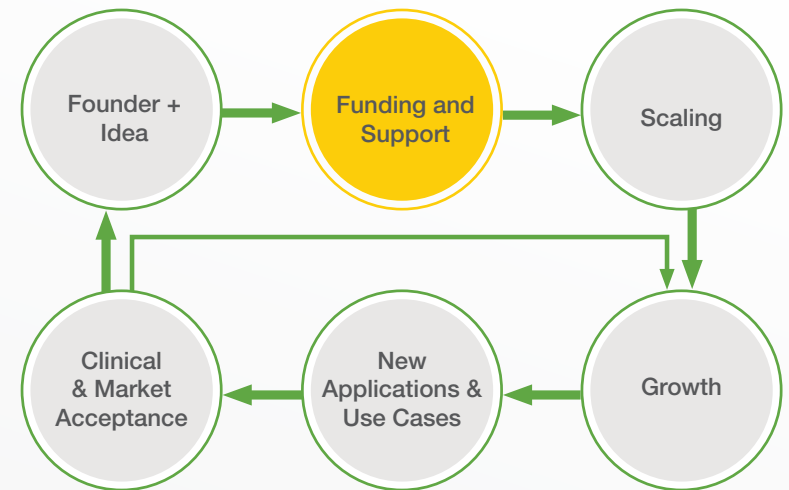 Founder +
Idea
Funding and
Support
Scaling
Clinical
& Market
Acceptance
New
Applications &
Use Cases
Growth